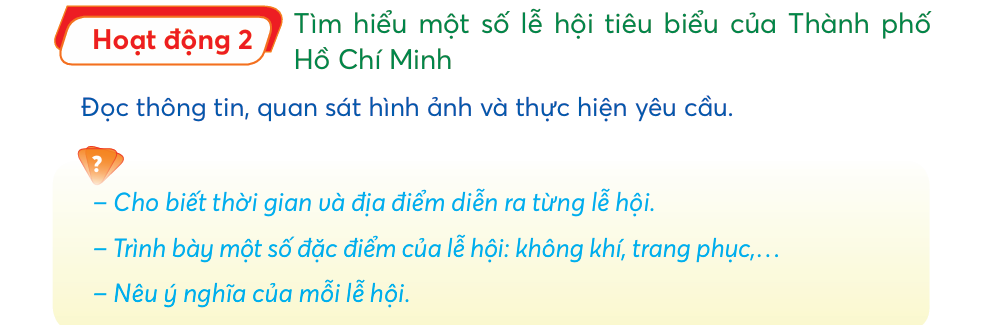 Hoạt động 2
Tìm hiểu một số lễ hội tiêu biểu của Thành phố
Hồ Chí Minh
Đọc thông tin, quan sát hình ảnh và thực hiện yêu cầu.
?
– Cho biết thời gian và địa điểm diễn ra từng lễ hội.
– Trình bày một số đặc điểm của lễ hội: không khí, trang phục,...
– Nêu ý nghĩa của mỗi lễ hội.